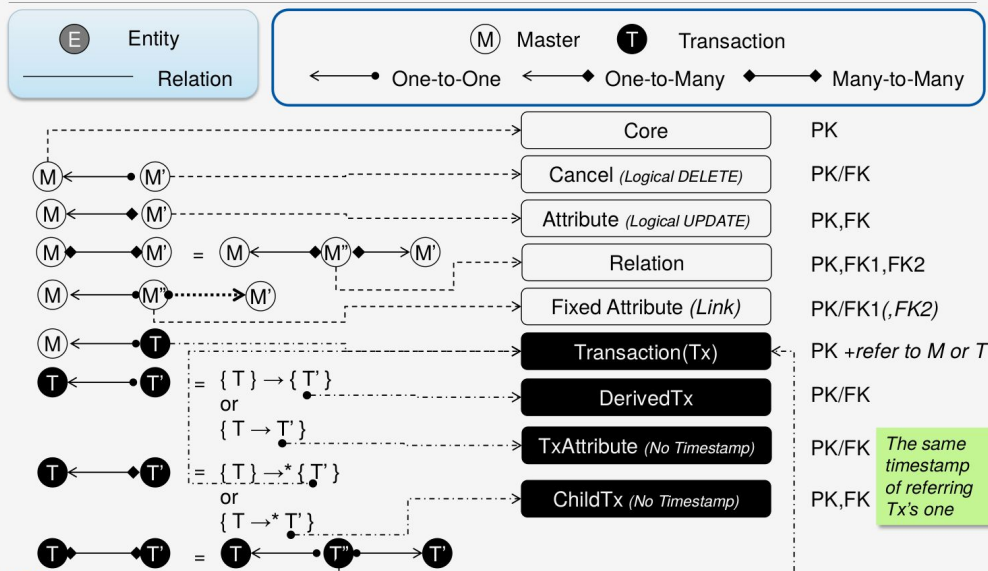 E Entity
Relation
M Master T Transaction
One-to-One One-to-Many Many-to-Many
Core PK
M M' Cancel (Logical DELETE) PK/FK
M M' Attribute (Logical UPDATE) PK,FK
M M' = M M" M' Relation PK,FK1,FK2
M M" M' Fixed Attribute (Link) PK/FK1(,FK2)
M T Transaction(Tx) PK +refer to M or T
T T' = { T } → { T' } DerivedTx PK/FK
or
{ T → T' } TxAttribute (No Timestamp) PK/FK
T T' = { T } →* { T' }
or ChildTx (No Timestamp) PK,FK
{ T →* T' }
The same
timestamp
of referring
Tx's one
T T' = T T" T'